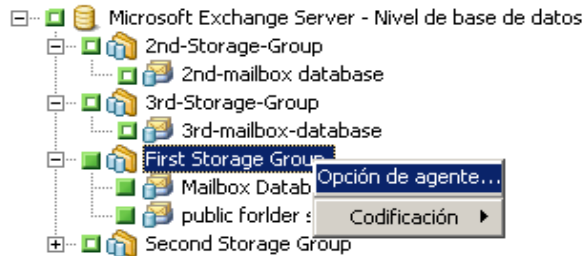 Microsoft Exchange Server - Nivel de base de datos
2nd-Storage-Group
2nd-mailbox database
3rd-Storage-Group
3rd-mailbox-database
First Storage Group
Opción de agente...
Mailbox Datab
public forlder s
Codificación
Second Storage Group